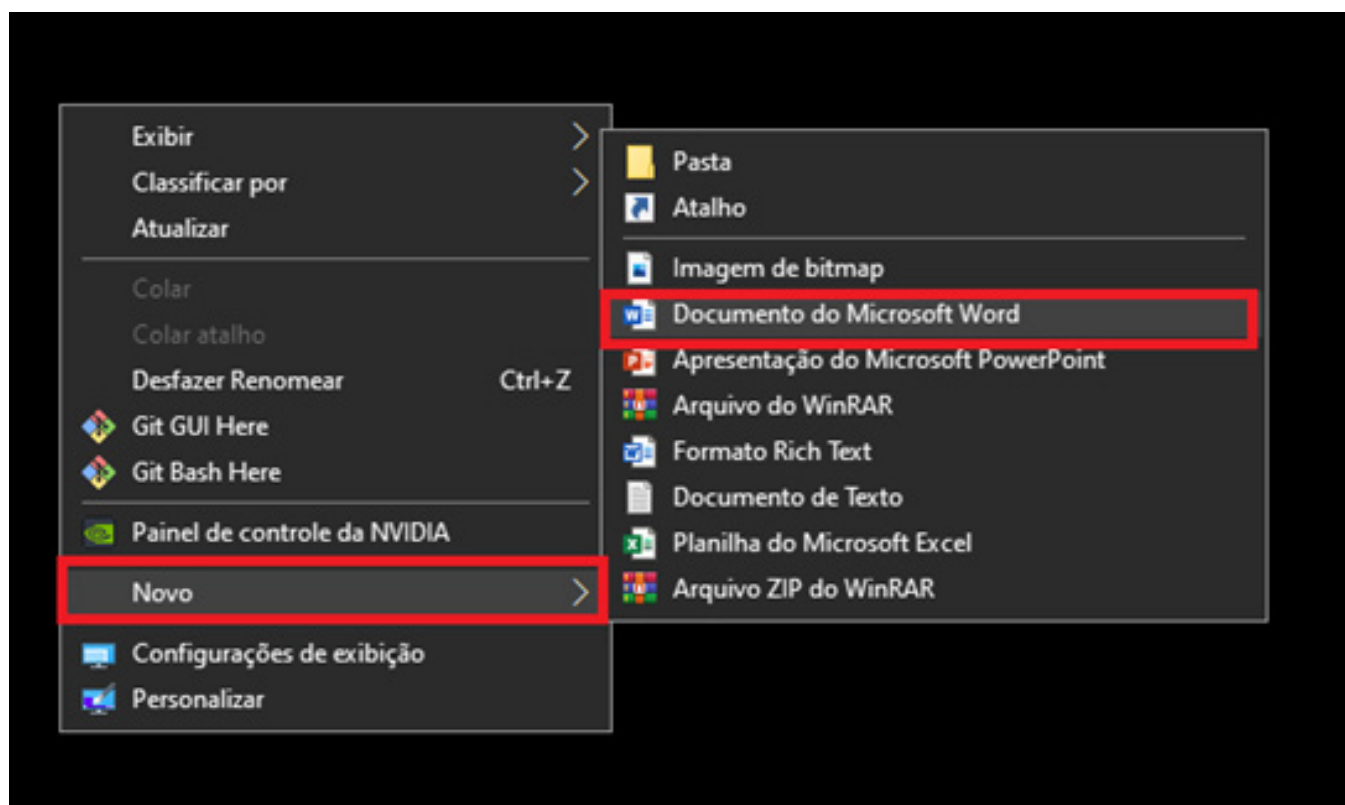 Exibir
Classificar por
Atualizar
Colar
Colar atalho
Desfazer Renomear Ctrl+Z
Git GUI Here
Git Bash Here
Painel de controle da NVIDIA
Novo
Configurações de exibição
Personalizar
Pasta
Atalho
Imagem de bitmap
Documento do Microsoft Word
Apresentação do Microsoft PowerPoint
Arquivo do WinRAR
Formato Rich Text
Documento de Texto
Planilha do Microsoft Excel
Arquivo ZIP do WinRAR